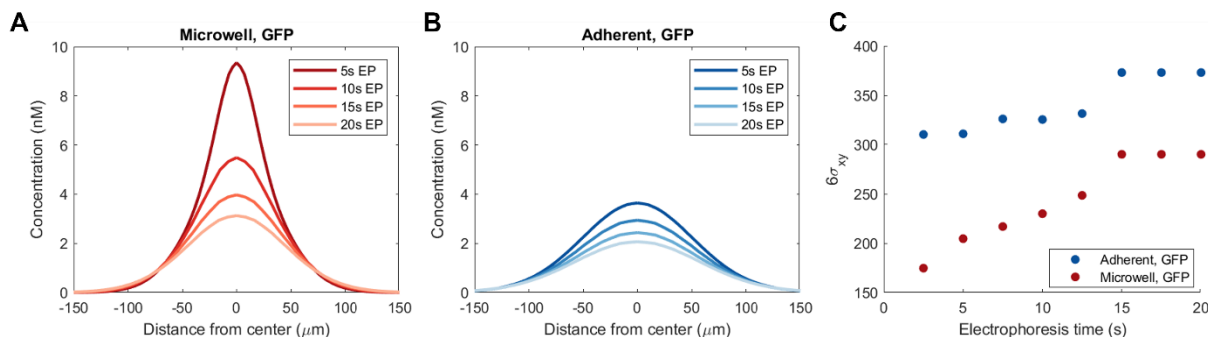 A
Microwell, GFP
Concentration (nM)
10
8
6
4
2
0
5s EP
10s EP
15s EP
20s EP
-150
-100
-50
0
50
100
150
Distance from center (μm)
B
Adherent, GFP
Concentration (nM)
10
8
6
4
2
0
5s EP
10s EP
15s EP
20s EP
-150
-100
-50
0
50
100
150
Distance from center (μm)
C
6σxy
400
350
300
250
200
150
Adherent, GFP
Microwell, GFP
0
5
10
15
20
Electrophoresis time (s)